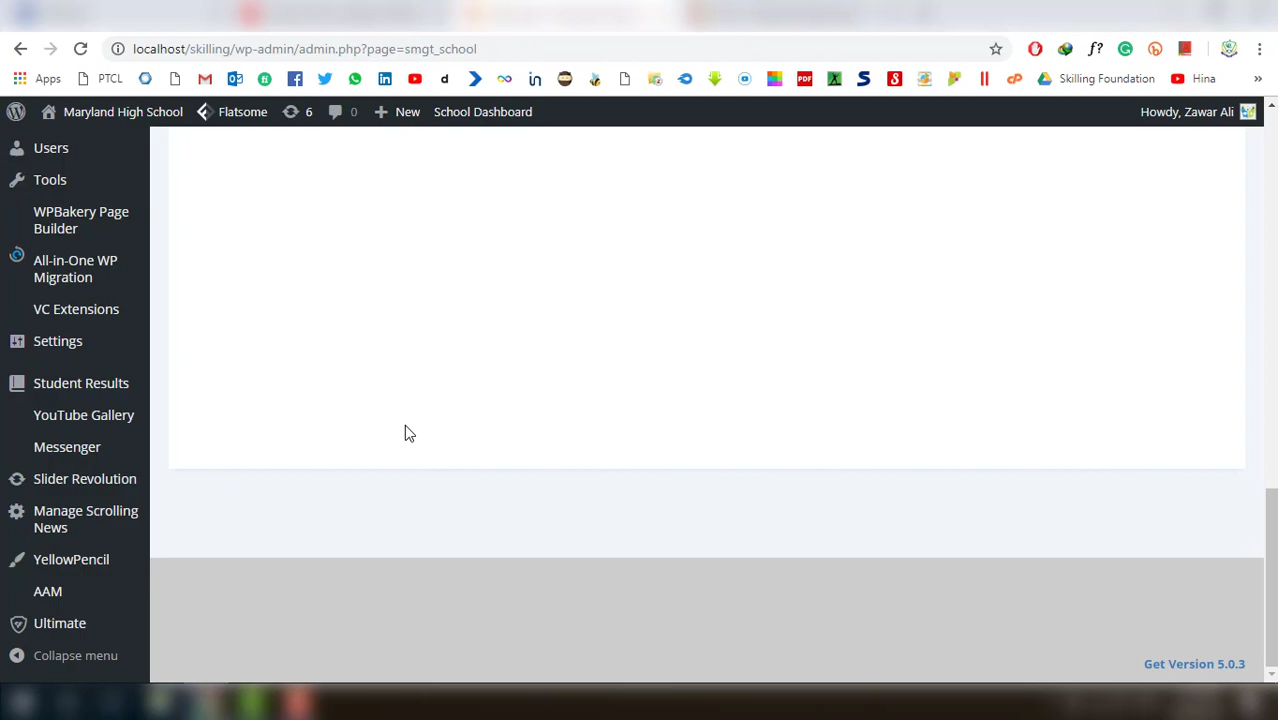 localhost/skilling/wp-admin/admin.php?page=smgt_school
Apps
PTCL
d
Skilling Foundation
Hina
»
Maryland High School
Flatsome
6
0
New
School Dashboard
Howdy, Zawar Ali
Users
Tools
WPBakery Page
Builder
All-in-One WP
Migration
VC Extensions
Settings
Student Results
YouTube Gallery
Messenger
Slider Revolution
Manage Scrolling
News
YellowPencil
AAM
Ultimate
Collapse menu
Get Version 5.0.3